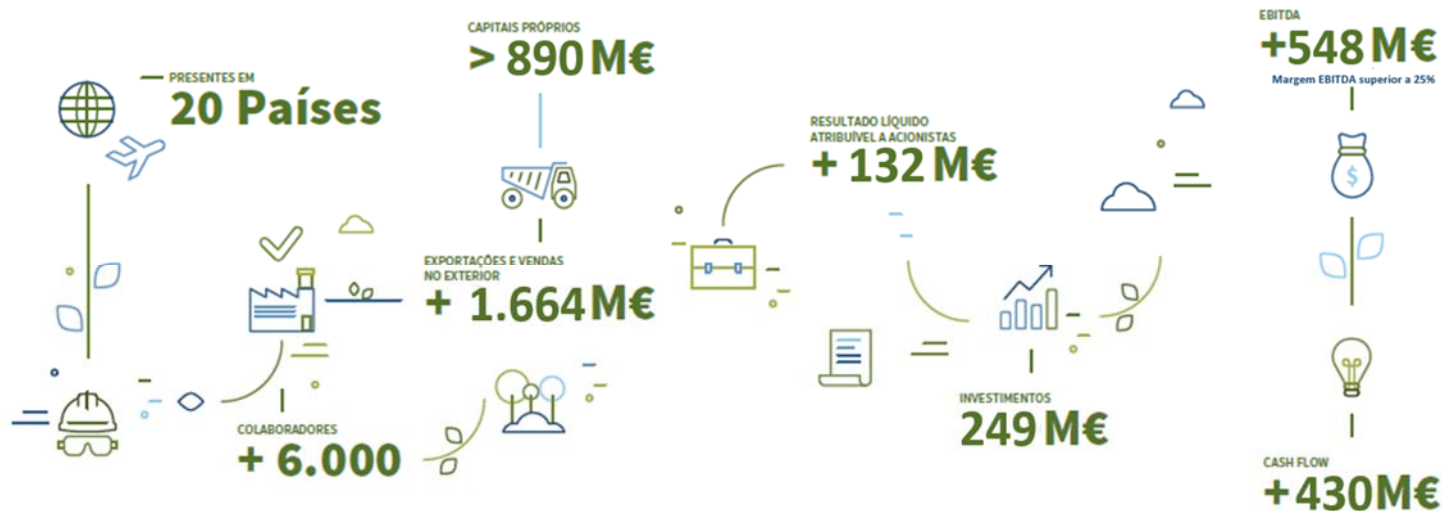 PRESENTES EM
20 Países
COLABORADORES
+ 6.000
CAPITAIS PRÓPRIOS
> 890 M€
EXPORTAÇÕES E VENDAS
NO EXTERIOR
+ 1.664 M€
RESULTADO LÍQUIDO
ATRIBUÍVEL A ACIONISTAS
+ 132 M€
INVESTIMENTOS
249 M€
EBITDA
+548 M€
Margem EBITDA superior a 25%
$
CASH FLOW
+430M€